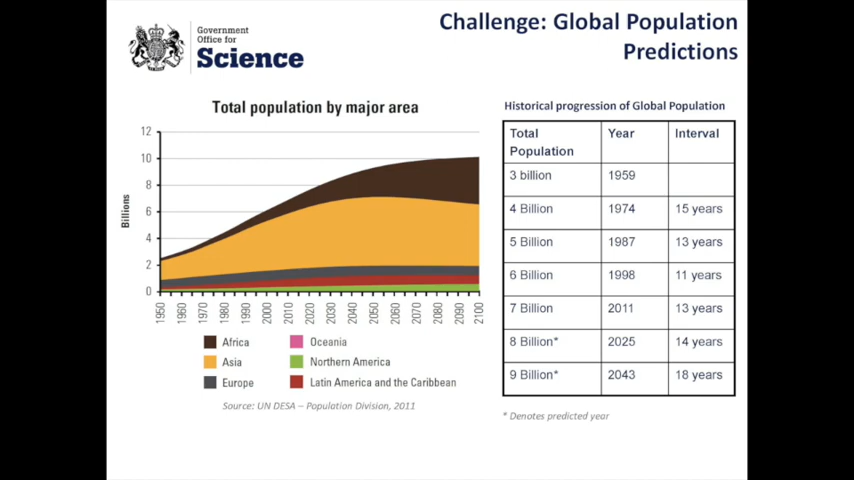 Government
Office for
Science
Challenge: Global Population
Predictions
Total population by major area
12
10
8
6
4
2
0
Billions
1950
1960
1970
1980
1990
2000
2010
2020
2030
2040
2050
2060
2070
2080
2090
2100
Africa
Oceania
Asia
Northern America
Europe
Latin America and the Caribbean
Source: UN DESA – Population Division, 2011
Historical progression of Global Population
Total Population Year Interval
3 billion 1959
4 Billion 1974 15 years
5 Billion 1987 13 years
6 Billion 1998 11 years
7 Billion 2011 13 years
8 Billion* 2025 14 years
9 Billion* 2043 18 years
* Denotes predicted year